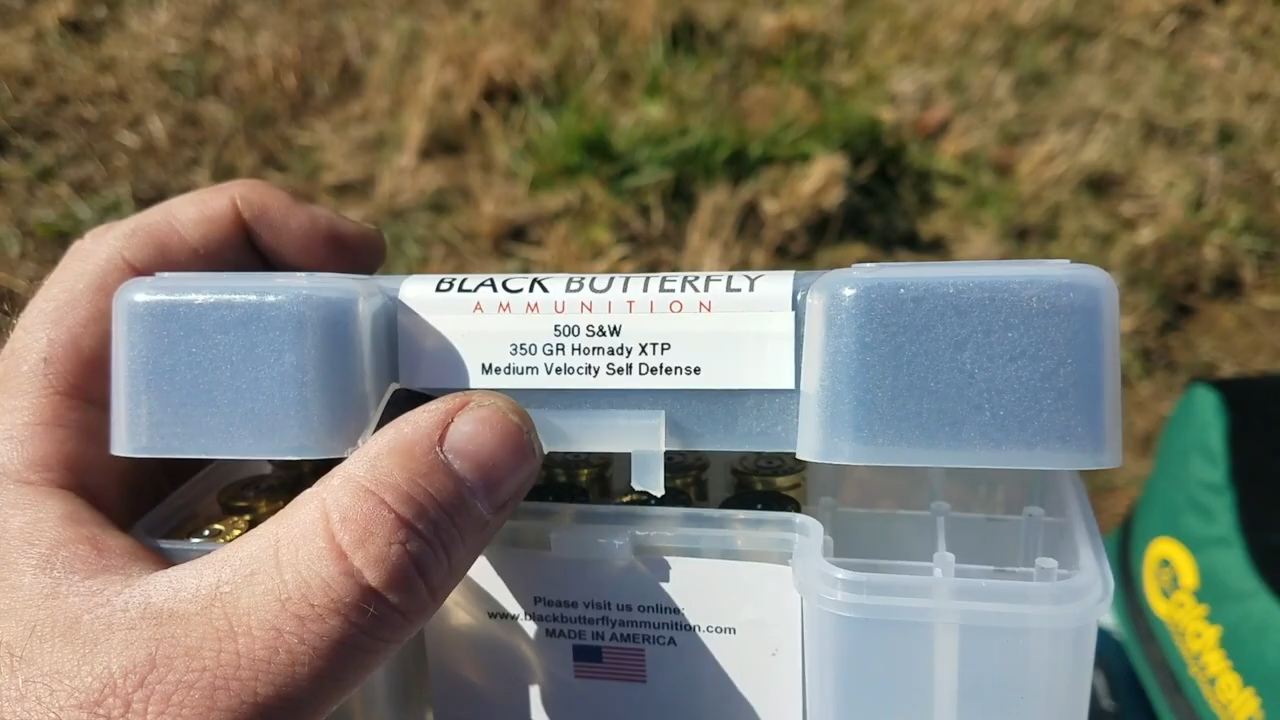 BLACK BUTTERFLY
AMMUNITION
500 S&W
350 GR Hornady XTP
Medium Velocity Self Defense
Please visit us online:
www.blackbutterflyammunition.com
MADE IN AMERICA
Caldwell